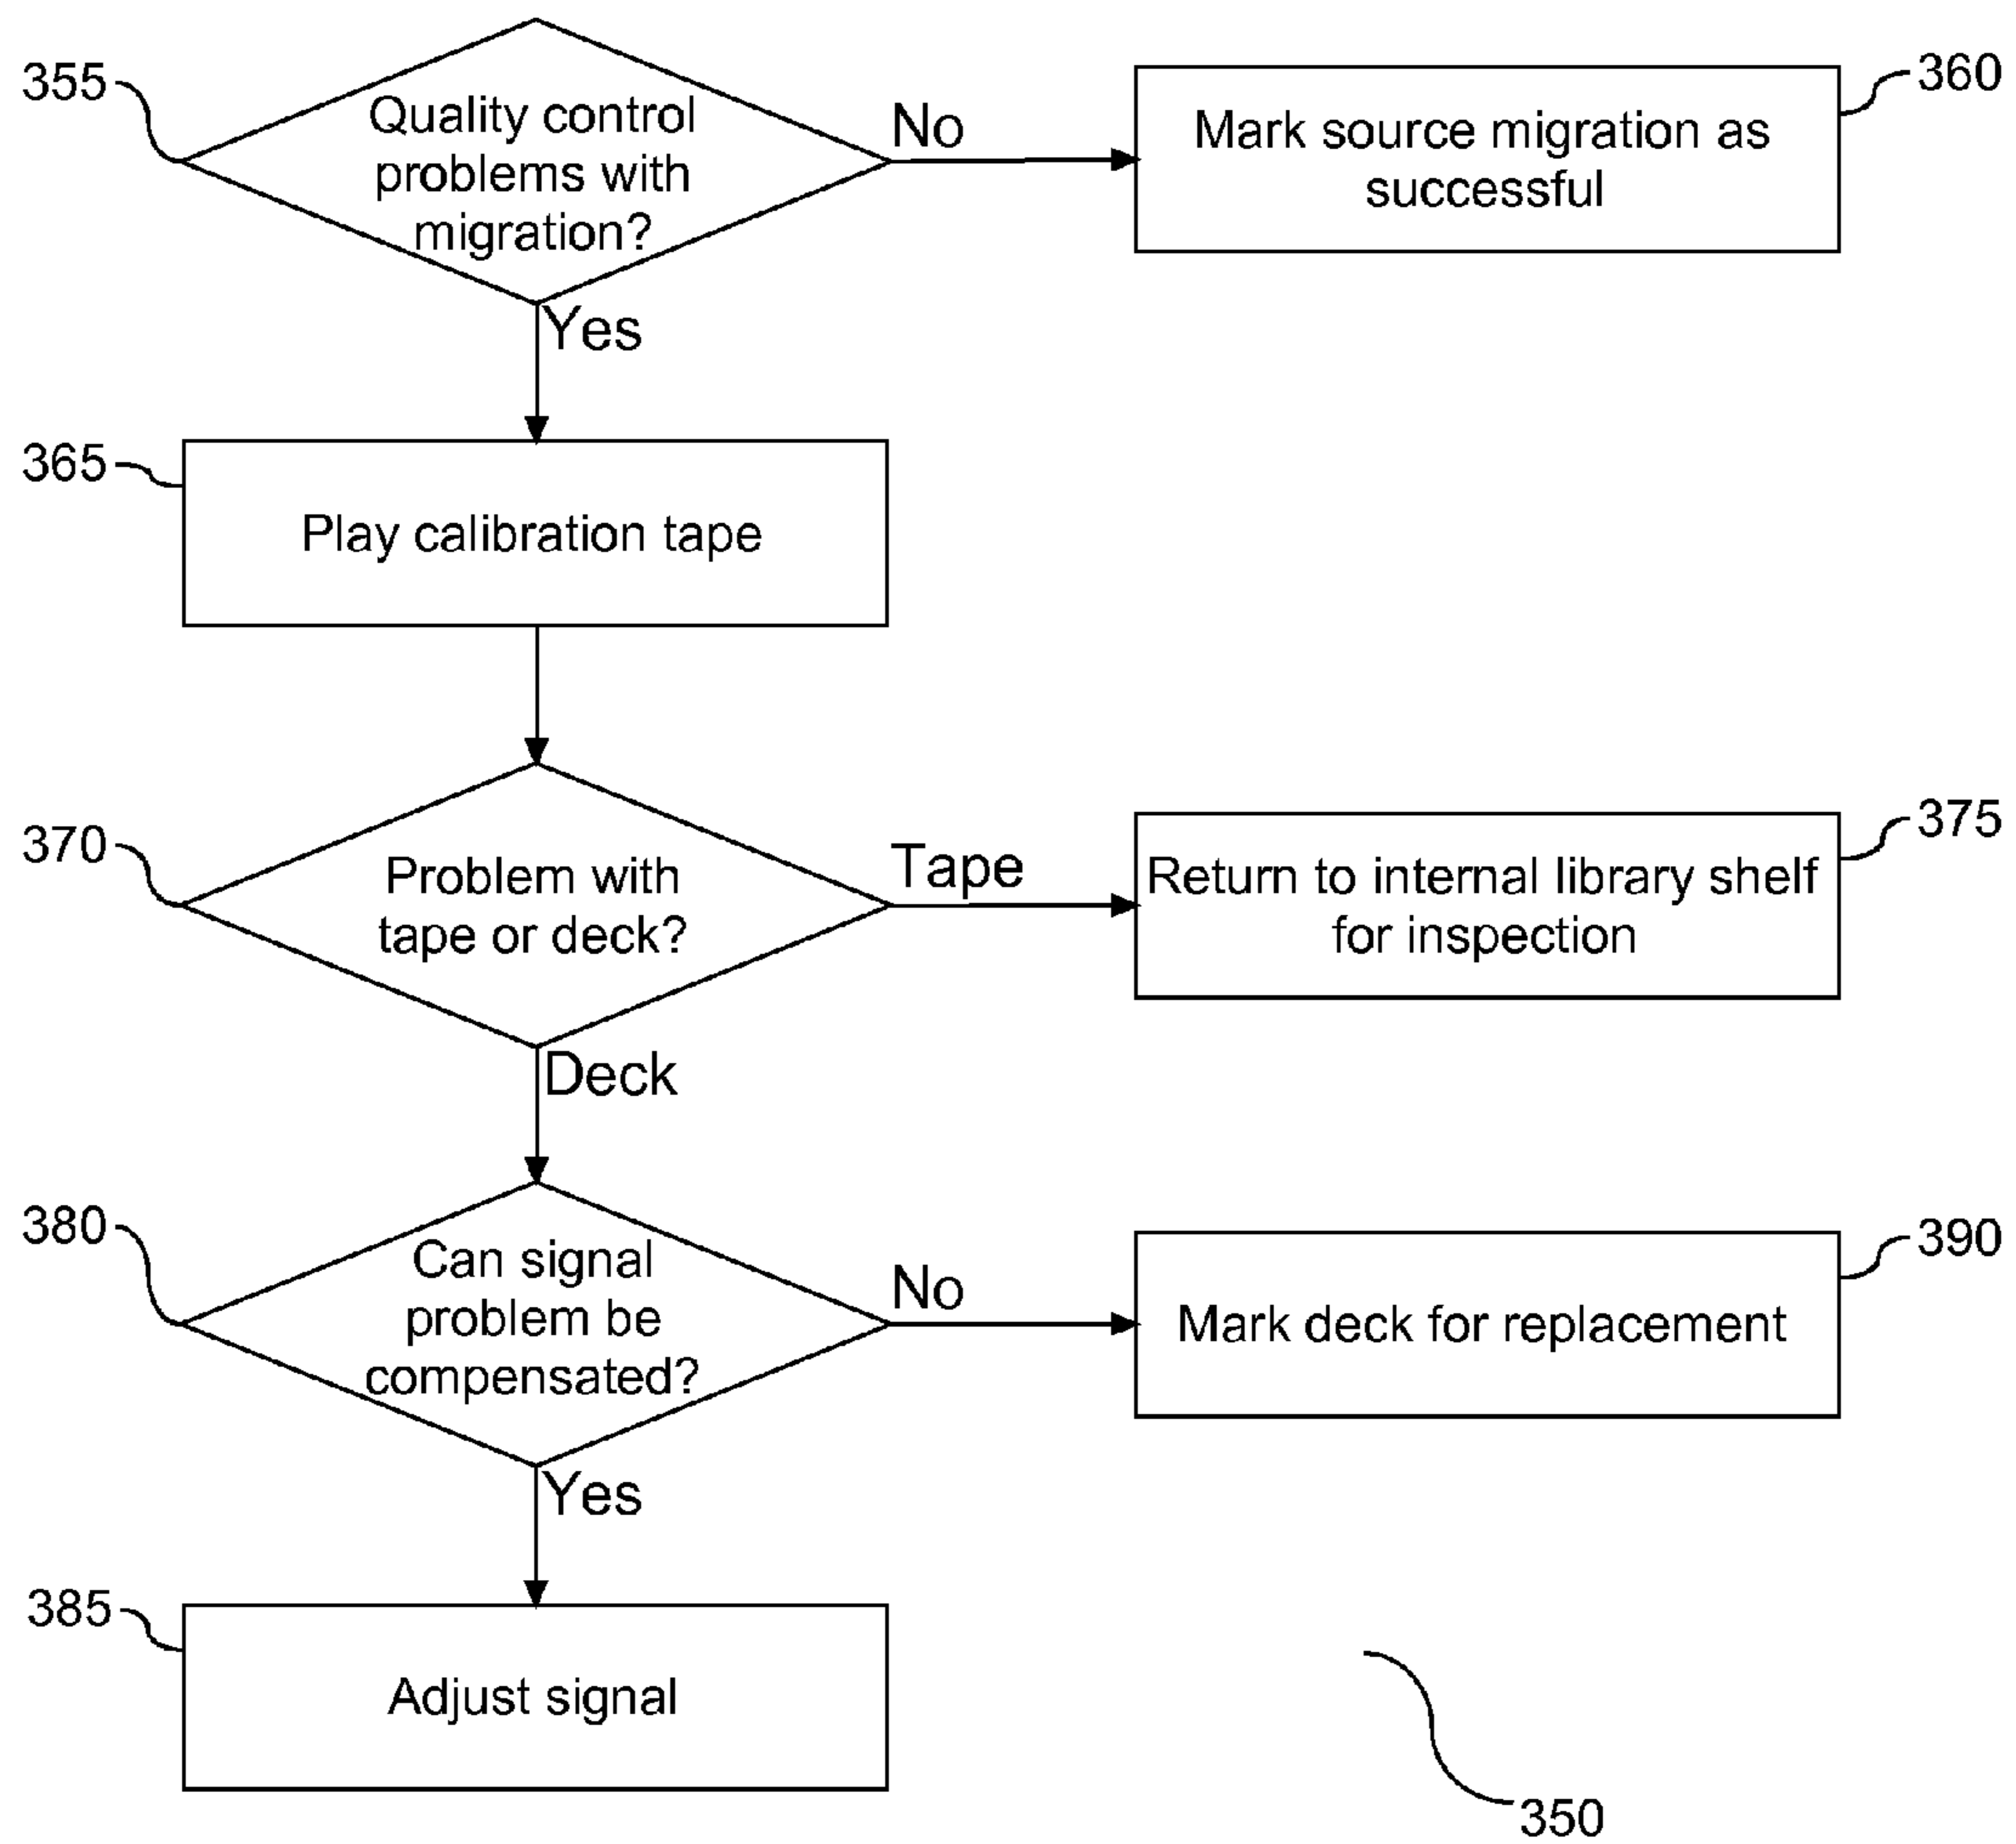 355
Quality control
problems with
migration?
No
360
Mark source migration as
successful
Yes
365
Play calibration tape
370
Problem with
tape or deck?
Tape
375
Return to internal library shelf
for inspection
Deck
380
Can signal
problem be
compensated?
No
390
Mark deck for replacement
Yes
385
Adjust signal
350